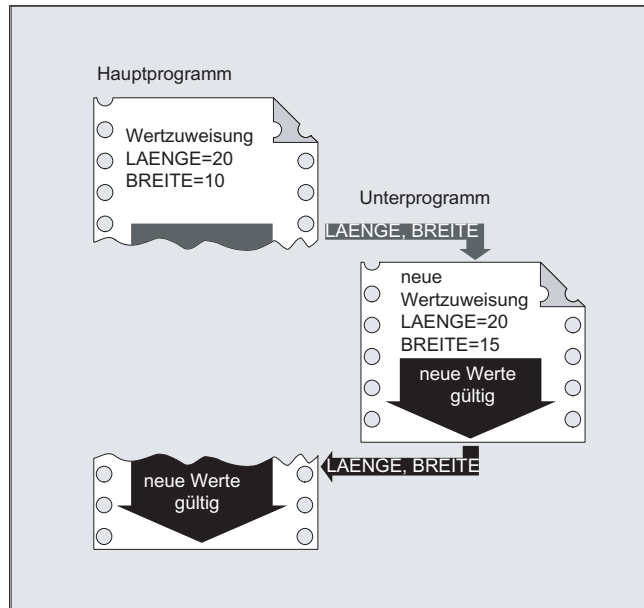 Hauptprogramm
Wertzuweisung
LAENGE=20
BREITE=10
Unterprogramm
LAENGE, BREITE
neue
Wertzuweisung
LAENGE=20
BREITE=15
neue Werte
gültig
LAENGE, BREITE
neue Werte
gültig